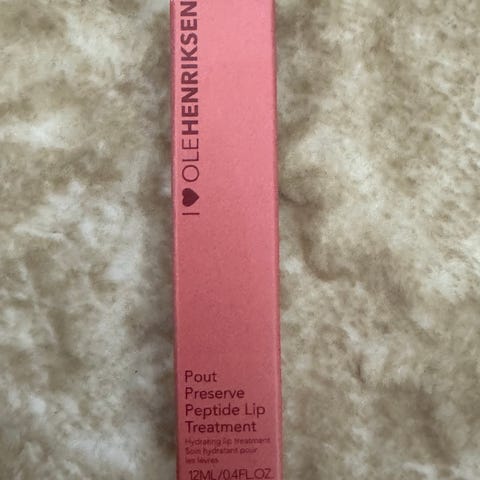 I ♥ OLEHENRIKSEN
Pout
Preserve
Peptide Lip
Treatment
Hydrating lip treatment
Soin hydratant pour
les lèvres
12ML/0.4FL.OZ.